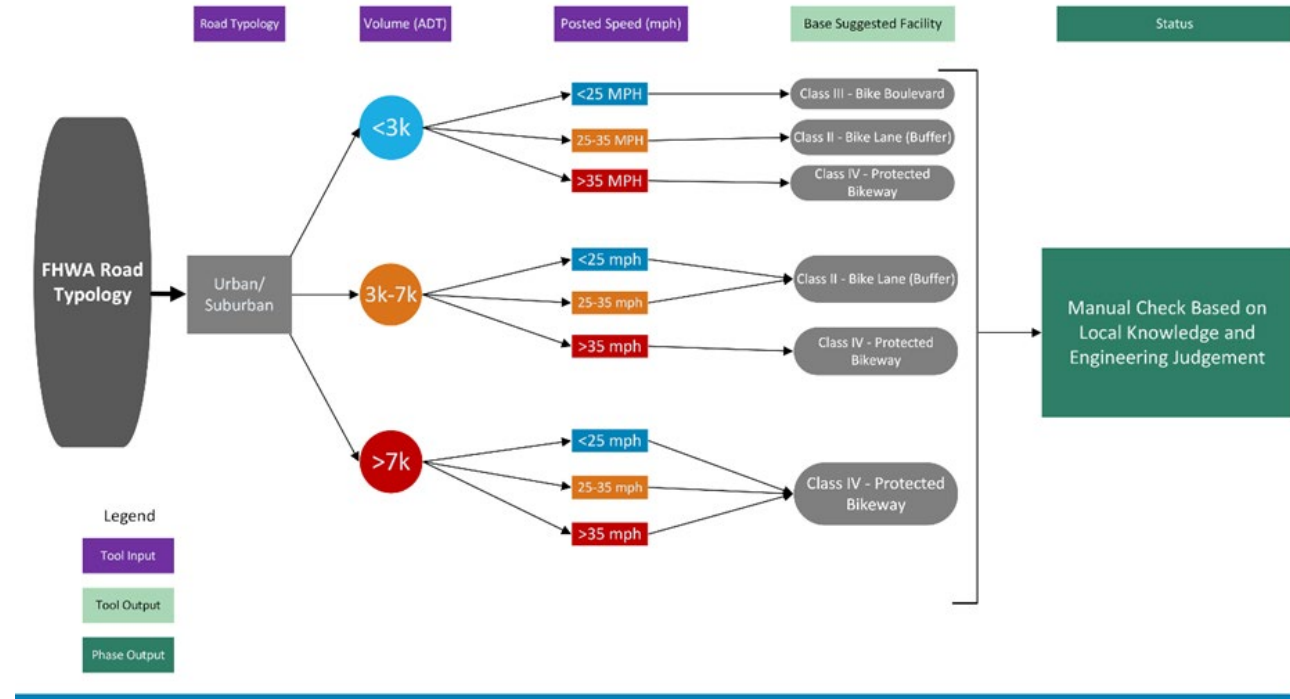 Road Typology
Volume (ADT)
Posted Speed (mph)
Base Suggested Facility
Status
FHWA Road
Typology
Urban/
Suburban
<3k
<25 MPH
Class III - Bike Boulevard
25-35 MPH
Class II - Bike Lane (Buffer)
>35 MPH
Class IV - Protected
Bikeway
3k-7k
<25 mph
Class II - Bike Lane (Buffer)
25-35 mph
>35 mph
Class IV - Protected
Bikeway
>7k
<25 mph
25-35 mph
>35 mph
Class IV - Protected
Bikeway
Manual Check Based on
Local Knowledge and
Engineering Judgement
Legend
Tool Input
Tool Output
Phase Output